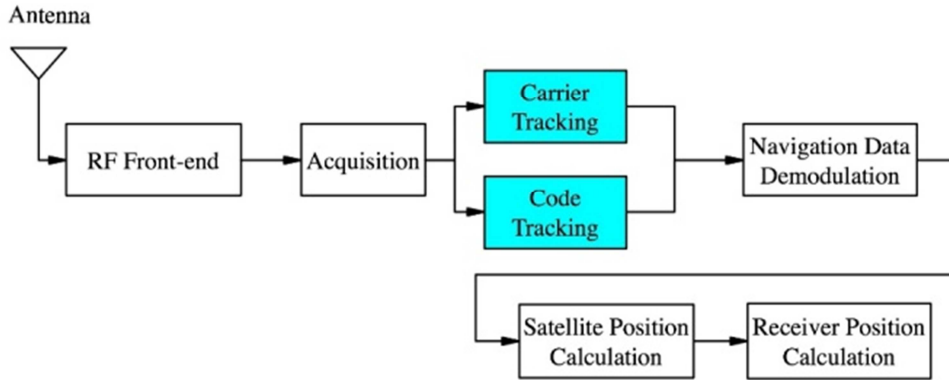 Antenna
RF Front-end
Acquisition
Carrier
Tracking
Code
Tracking
Navigation Data
Demodulation
Satellite Position
Calculation
Receiver Position
Calculation